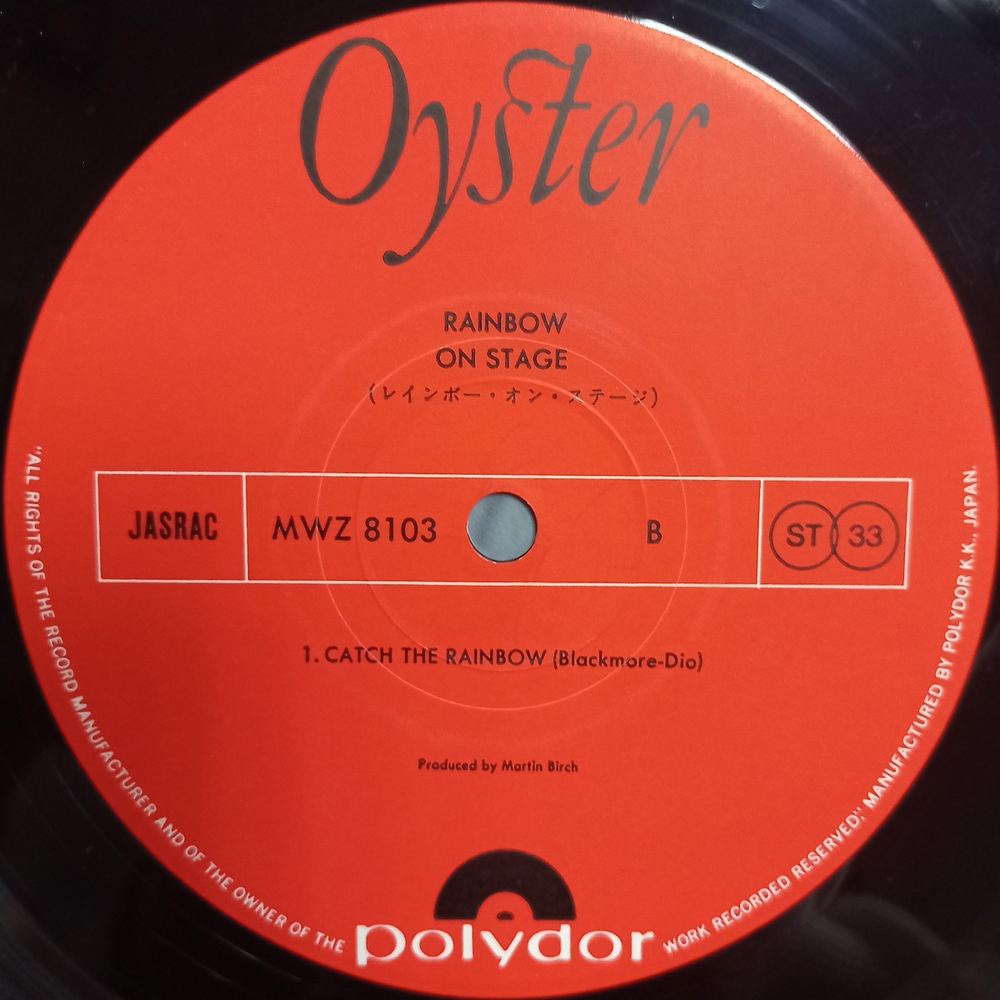 Oyster
RAINBOW
ON STAGE
(レインボー・オン・ステージ)
JASRAC
MWZ 8103
B
ST 33
1. CATCH THE RAINBOW (Blackmore-Dio)
Produced by Martin Birch
polydor
"ALL RIGHTS OF THE RECORD MANUFACTURER AND OF THE OWNER OF THE WORK RECORDED RESERVED." MANUFACTURED BY POLYDOR K.K., JAPAN.